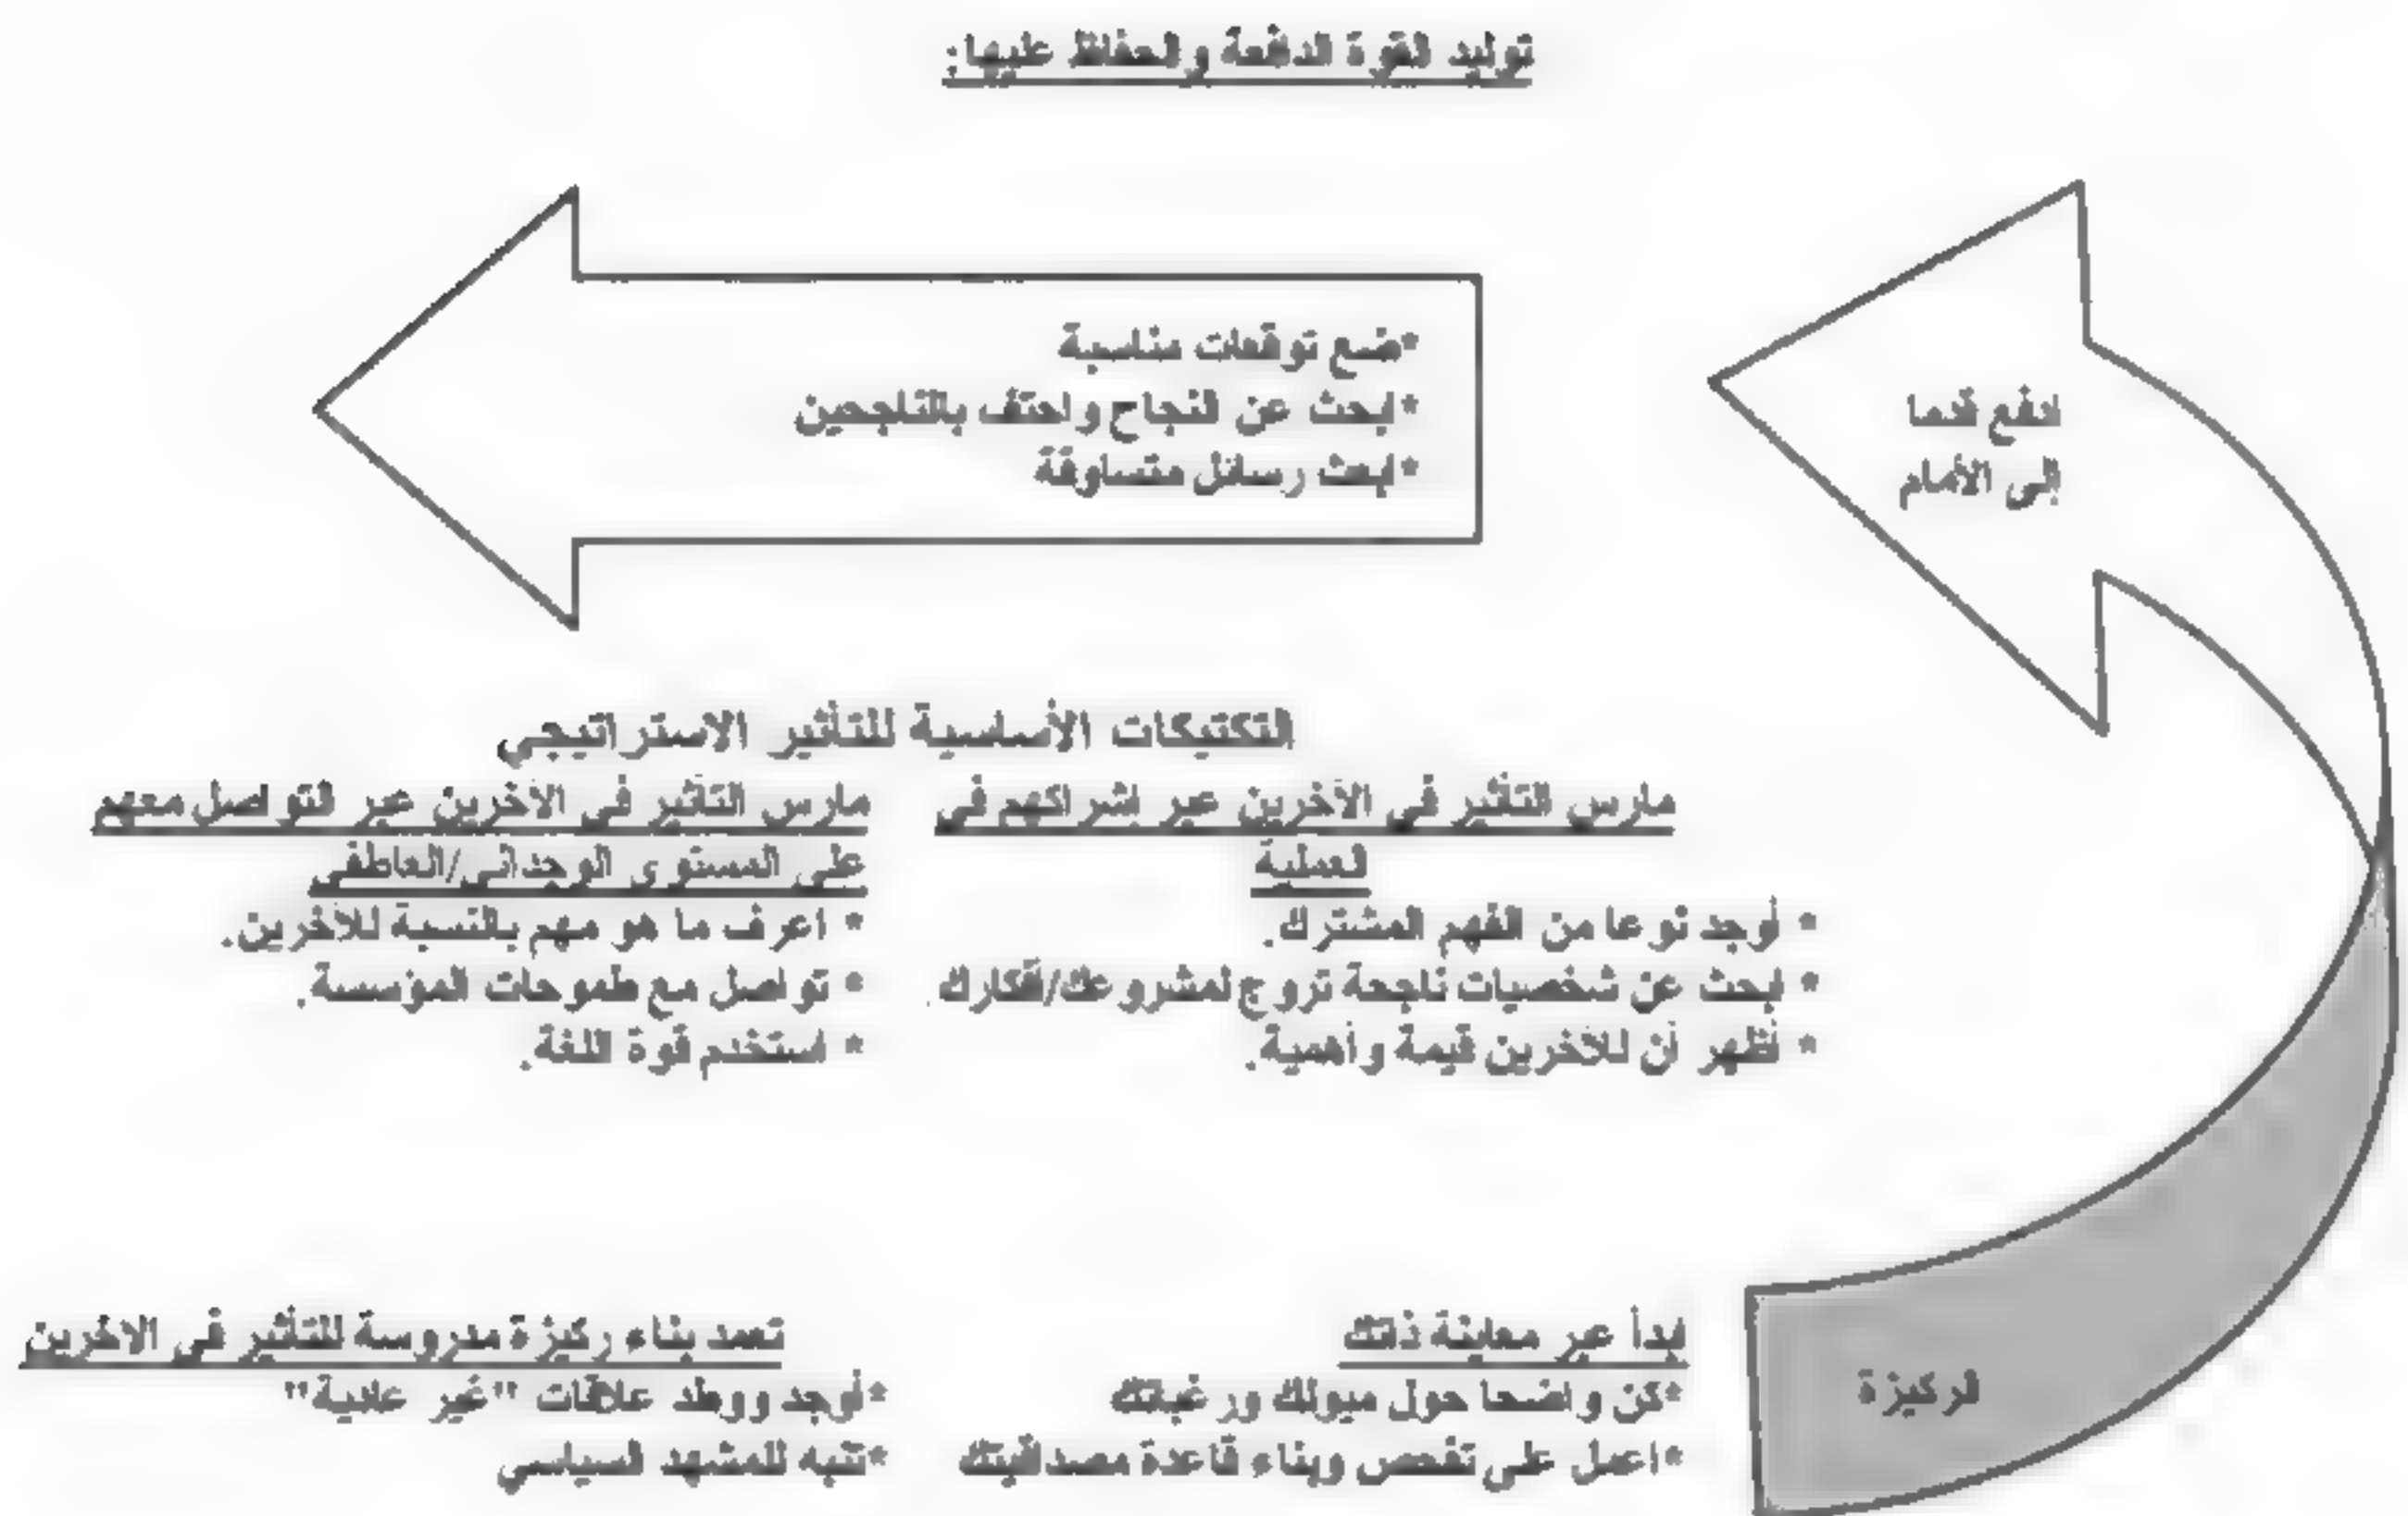 توليد القوة الدافعة والحفاظ عليها:
*ضع توقعات مناسبة
*ابحث عن النجاح واحتف بالناجحين
*ابعث رسائل متساوقة
ادفع قدما
إلى الأمام
التكتيكات الأساسية للتأثير الاستراتيجي
مارس التأثير في الآخرين عبر إشراكهم في
العملية
* أوجد نوعا من الفهم المشترك.
* ابحث عن شخصيات ناجحة تروج لمشروعك/أفكارك.
* أظهر أن للآخرين قيمة وأهمية.
مارس التأثير في الآخرين عبر التواصل معهم
على المستوى الوجداني/العاطفي
* اعرف ما هو مهم بالنسبة للآخرين.
* تواصل مع طموحات المؤسسة.
* استخدم قوة اللغة.
الركيزة
ابدأ عبر معاينة ذاتك
*كن واضحا حول ميولك ورغباتك
*اعمل على تفحص وبناء قاعدة مصداقيتك
تعمد بناء ركيزة مدروسة للتأثير في الآخرين
*أوجد ووطد علاقات "غير عادية"
*تنبه للمشهد السياسي